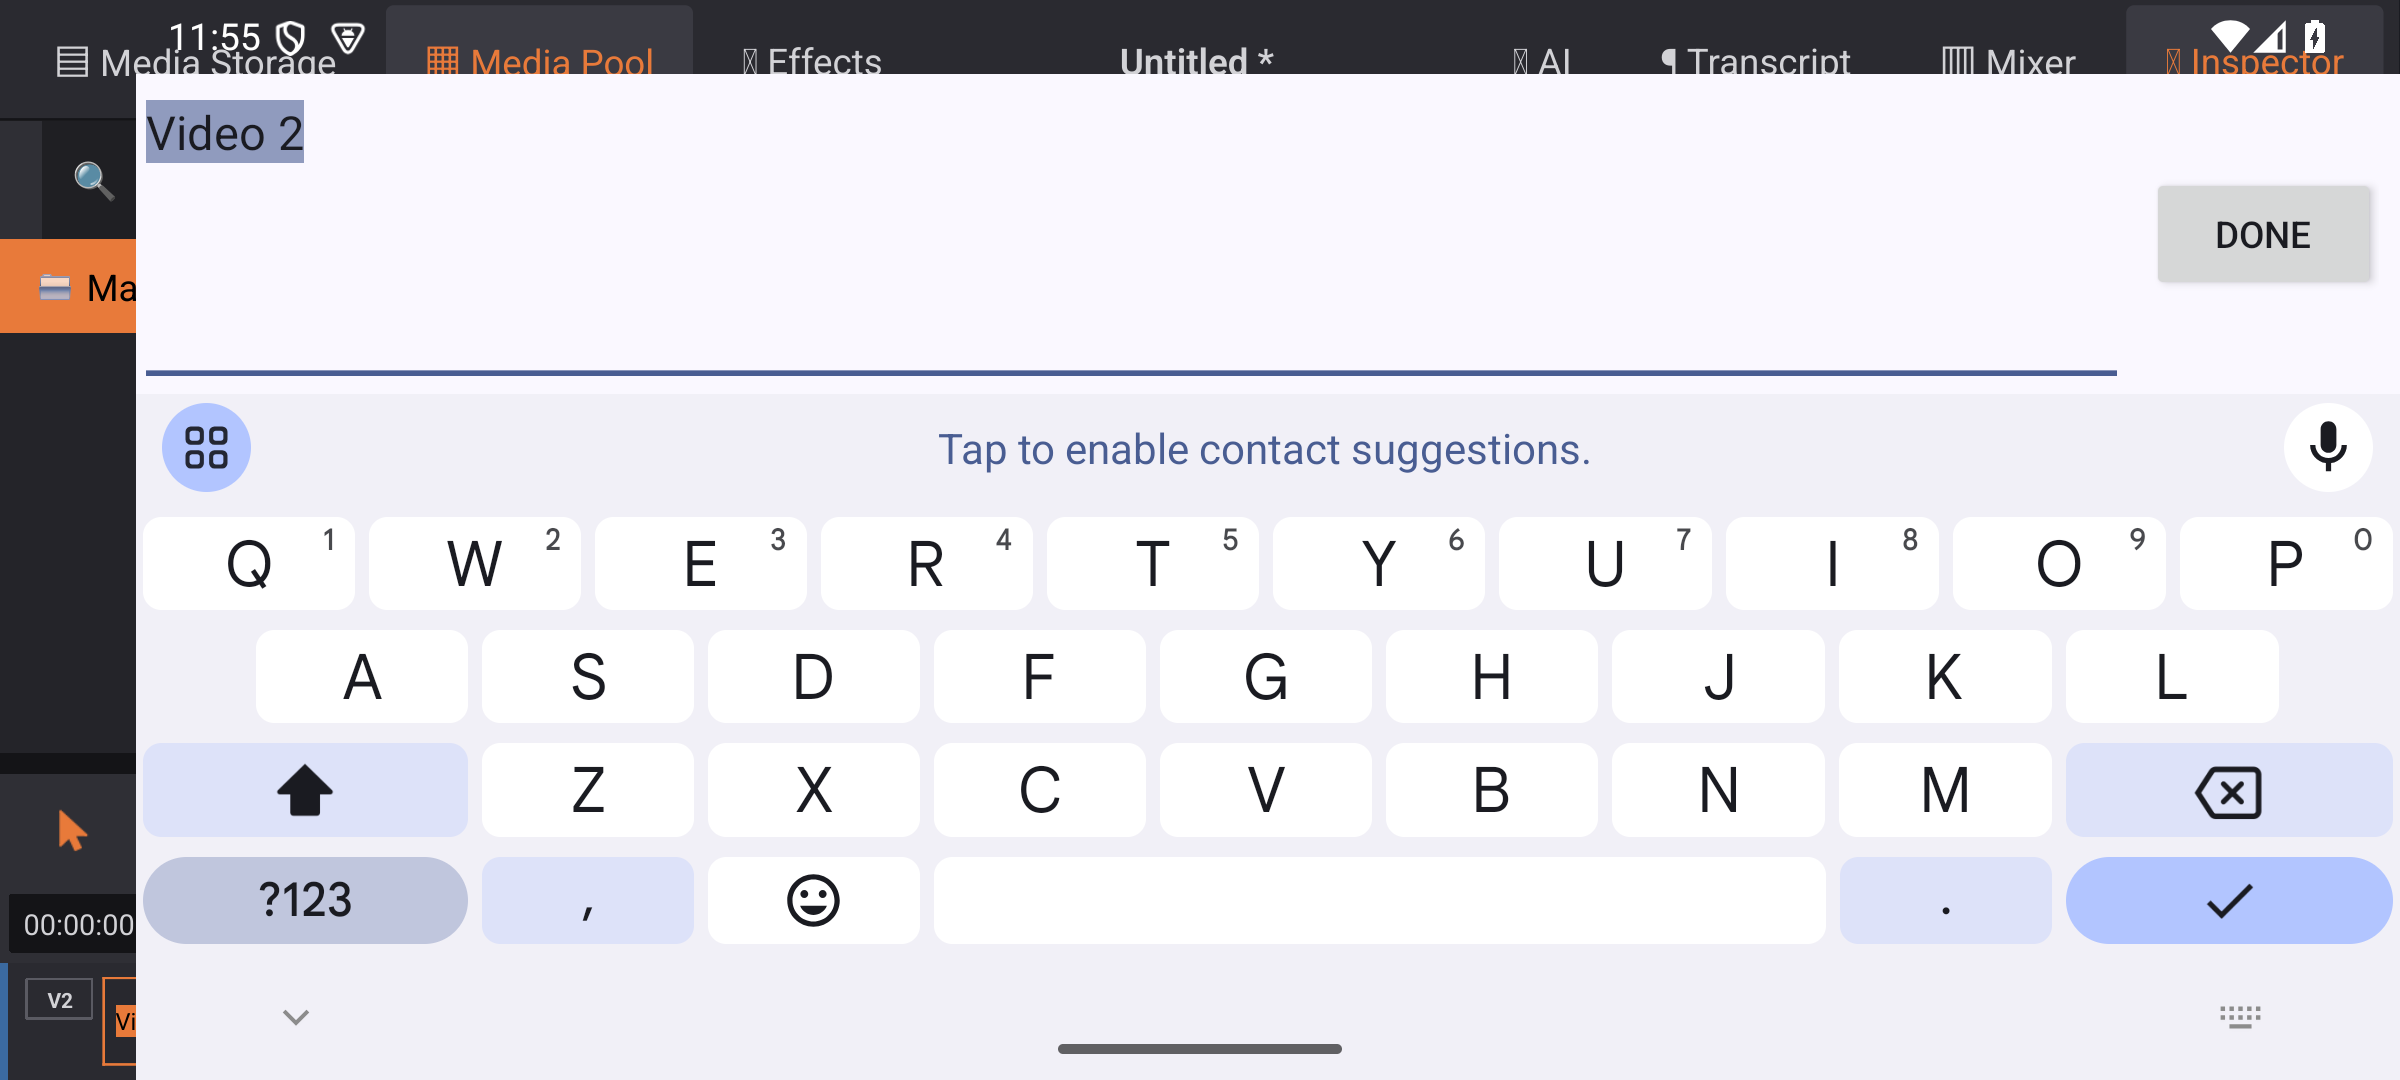 11:55
Media Storage
Media Pool
Effects
Untitled *
AI
¶ Transcript
Mixer
Inspector
Video 2
DONE
Ma
Tap to enable contact suggestions.
Q 1 W 2 E 3 R 4 T 5 Y 6 U 7 I 8 O 9 P 0
A S D F G H J K L
Z X C V B N M
?123 , .
00:00:00
V2
Vi